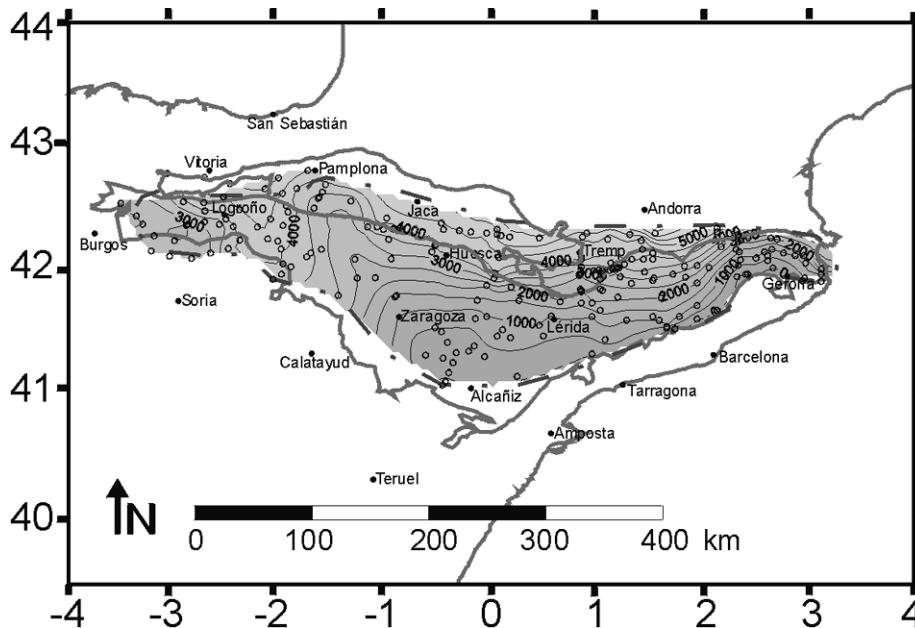 44
43
42
41
40
San Sebastián
Vitoria
Pamplona
Logroño
Jaca
Andorra
Burgos
Huesca
Tremp
Gerona
Soria
Zaragoza
Lérida
Calatayud
Barcelona
Alcañiz
Tarragona
Amposta
Teruel
4000
4000
3000
4000
5000
2000
2000
2000
1000
1000
N
0 100 200 300 400 km
-4 -3 -2 -1 0 1 2 3 4